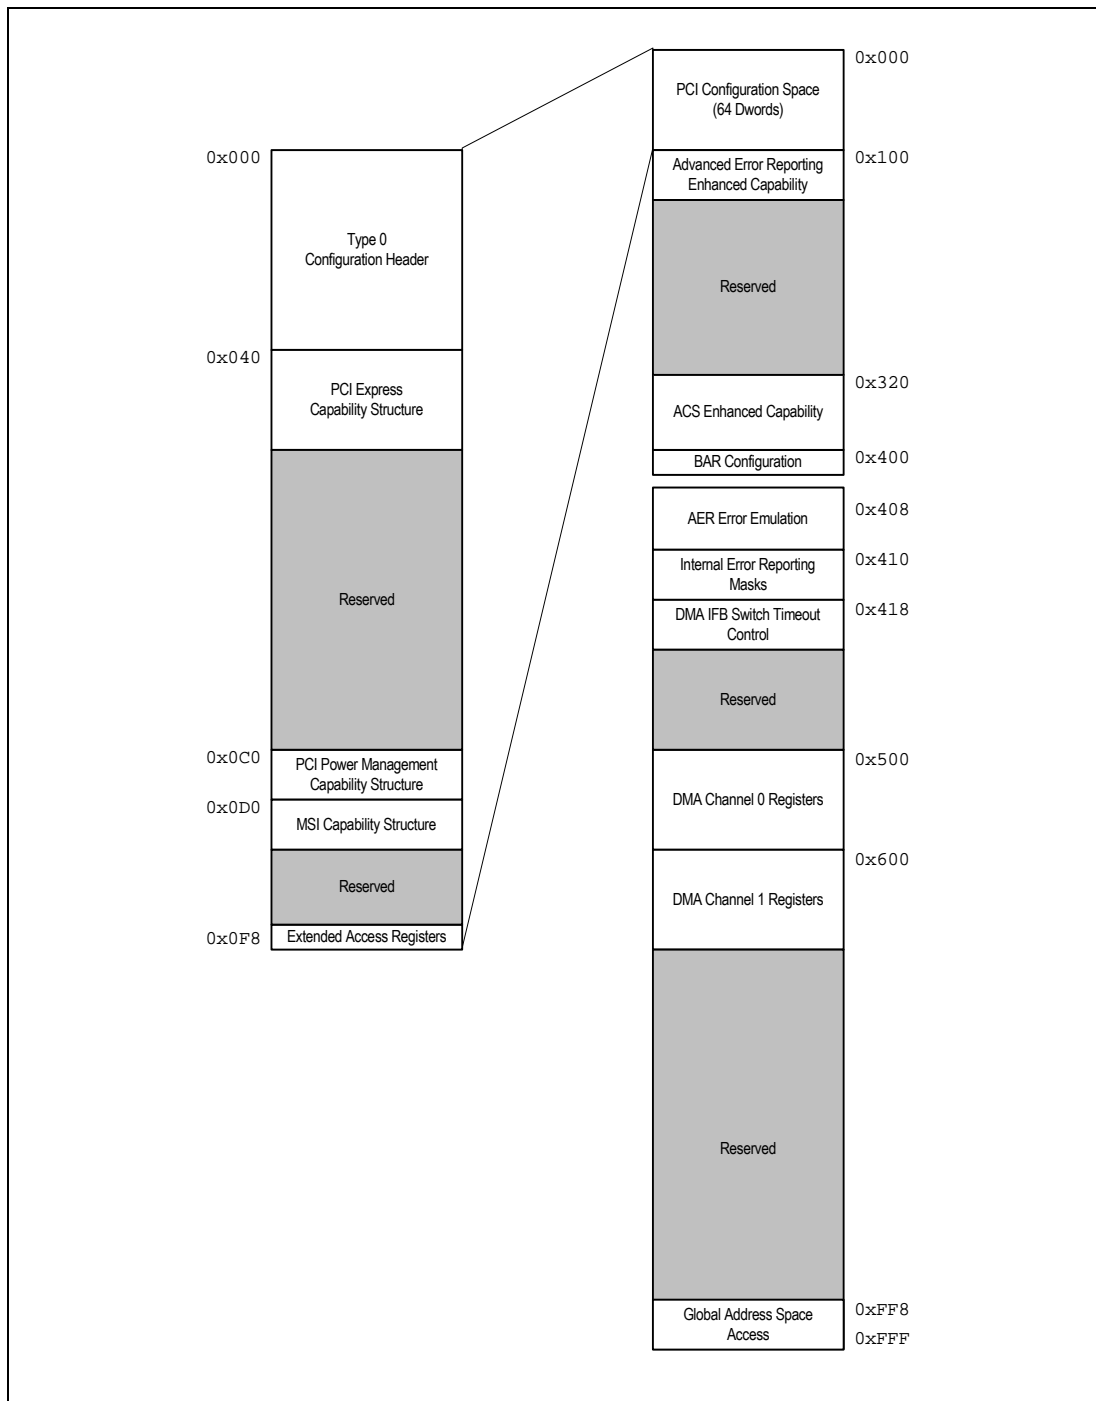 0x000
Type 0
Configuration Header
0x040
PCI Express
Capability Structure
Reserved
0x0C0
PCI Power Management
Capability Structure
0x0D0
MSI Capability Structure
Reserved
0x0F8
Extended Access Registers
0x000
PCI Configuration Space
(64 Dwords)
0x100
Advanced Error Reporting
Enhanced Capability
Reserved
0x320
ACS Enhanced Capability
0x400
BAR Configuration
0x408
AER Error Emulation
0x410
Internal Error Reporting
Masks
0x418
DMA IFB Switch Timeout
Control
Reserved
0x500
DMA Channel 0 Registers
0x600
DMA Channel 1 Registers
Reserved
0xFF8
Global Address Space
Access
0xFFF